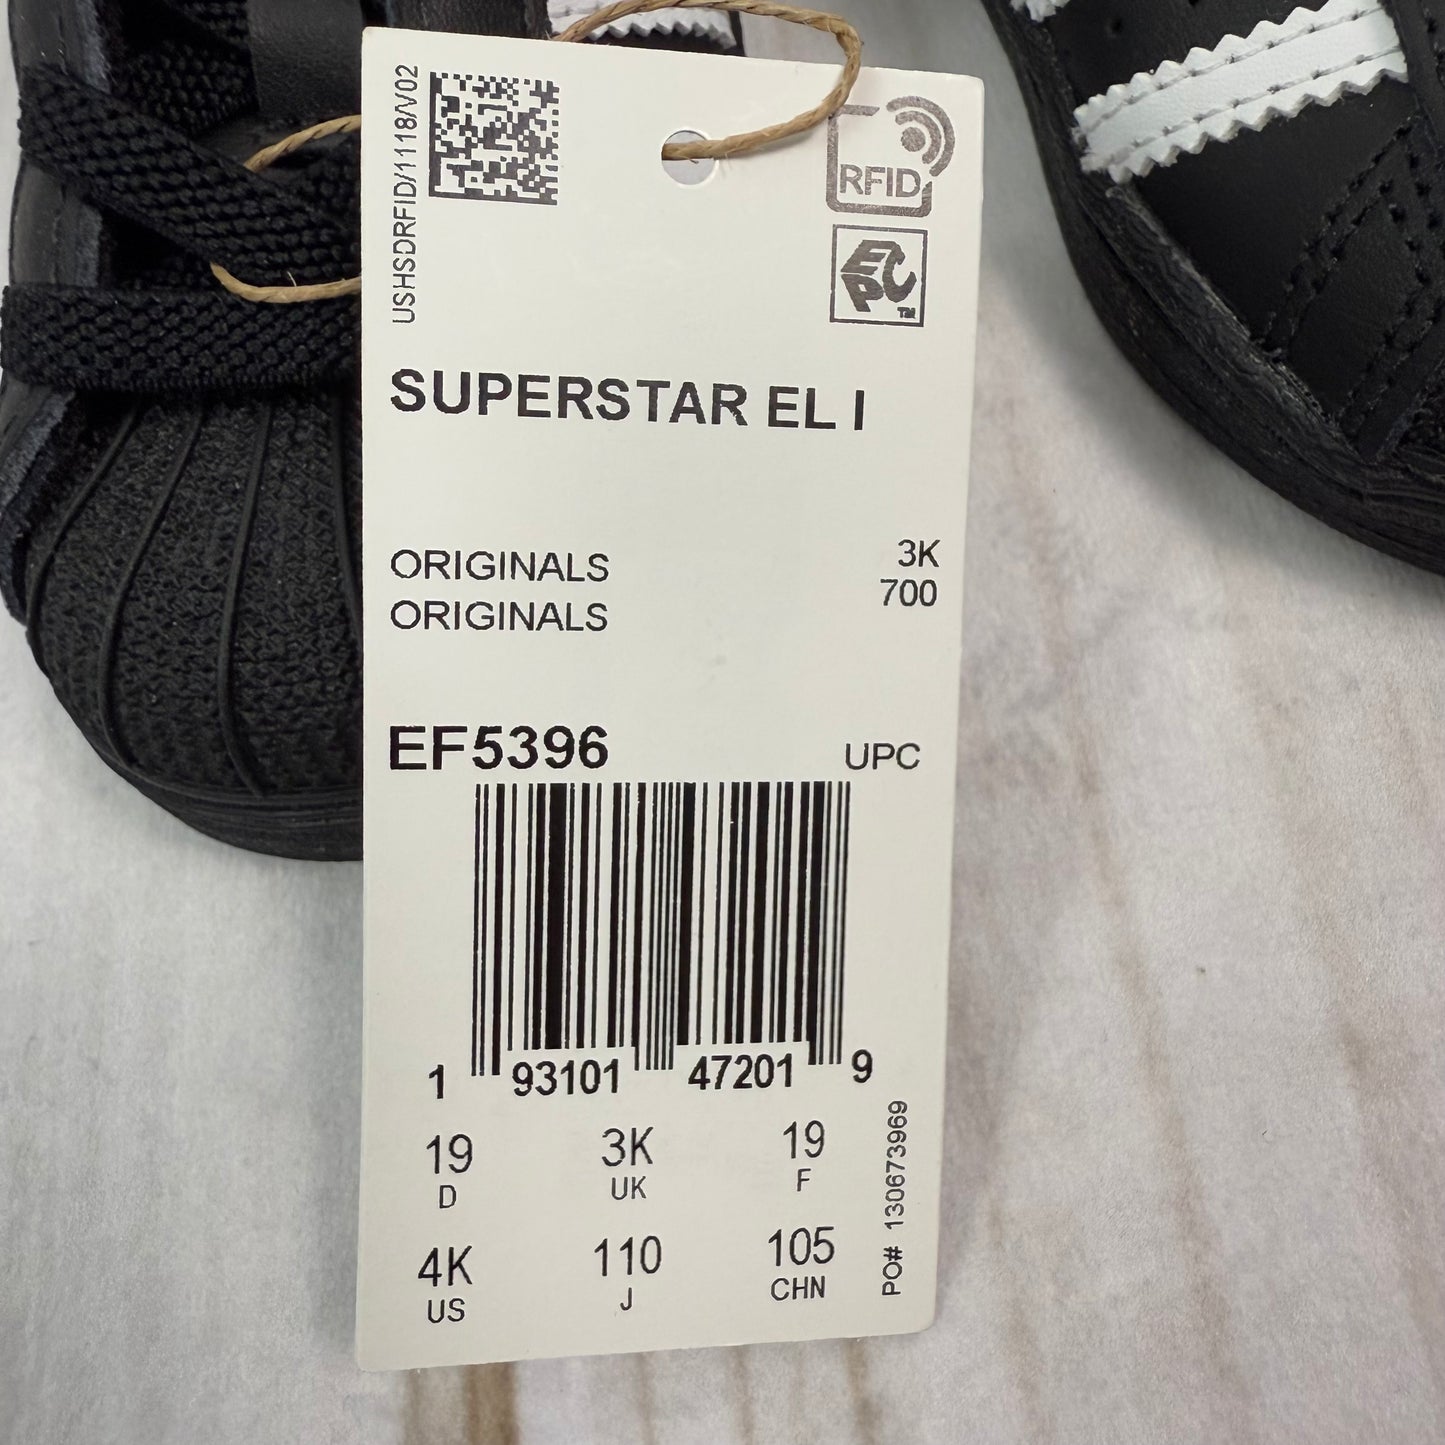 USHSDRFID/1118/V02
RFID
EPC™
SUPERSTAR EL I
ORIGINALS 3K
ORIGINALS 700
EF5396 UPC
1 93101 47201 9
19 3K 19
D UK F
4K 110 105
US J CHN
PO# 130673969